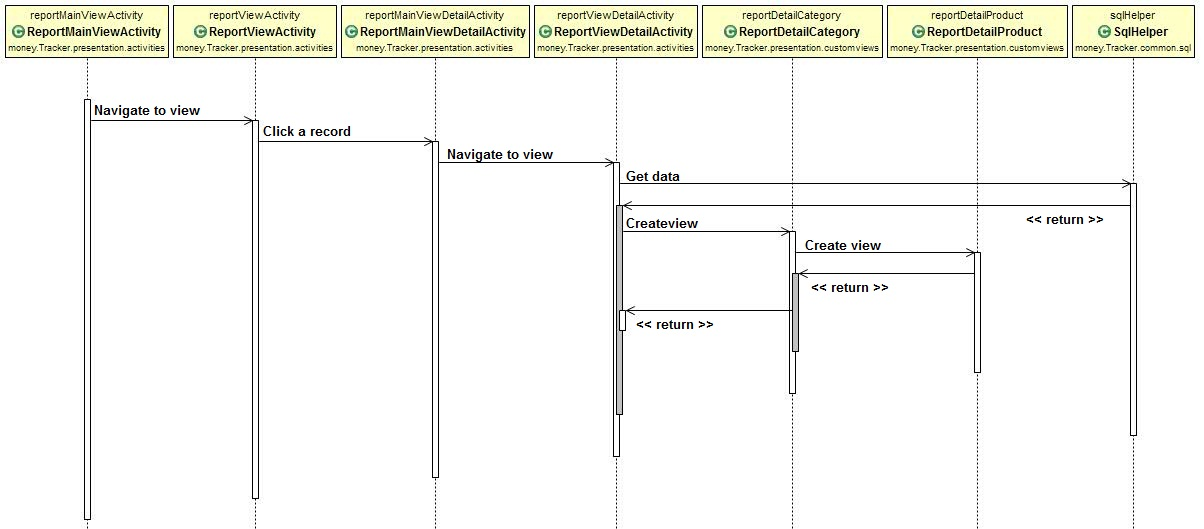 reportMainViewActivity
ReportMainViewActivity
money.Tracker.presentation.activities
reportViewActivity
ReportViewActivity
money.Tracker.presentation.activities
reportMainViewDetailActivity
ReportMainViewDetailActivity
money.Tracker.presentation.activities
reportViewDetailActivity
ReportViewDetailActivity
money.Tracker.presentation.activities
reportDetailCategory
ReportDetailCategory
money.Tracker.presentation.customviews
reportDetailProduct
ReportDetailProduct
money.Tracker.presentation.customviews
sqlHelper
SqlHelper
money.Tracker.common.sql
Navigate to view
Click a record
Navigate to view
Get data
<< return >>
Createview
Create view
<< return >>
<< return >>